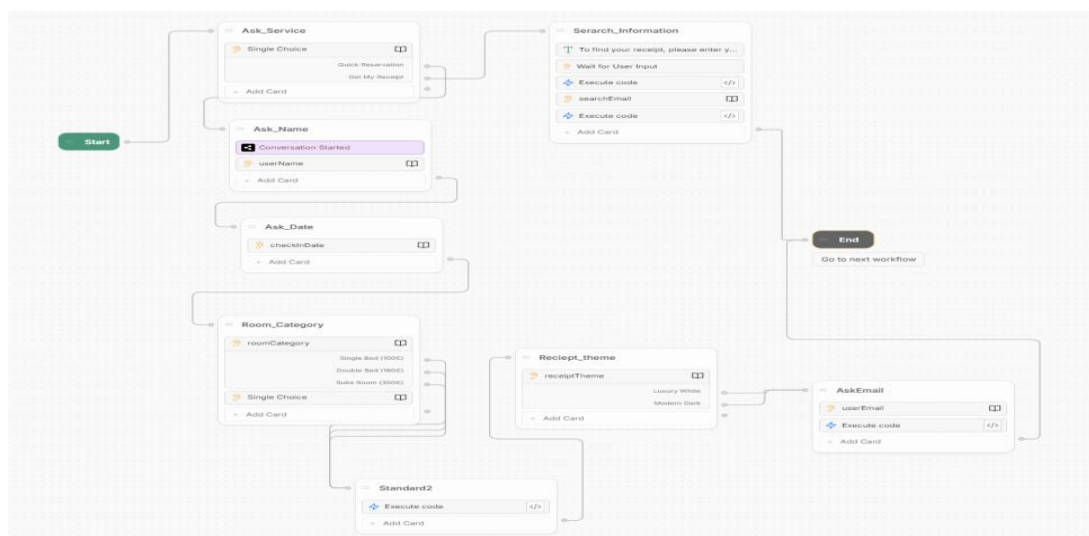 Start
Ask_Service
Single Choice
Quick Reservation
Get My Receipt
Add Card
Serarch_Information
To find your receipt, please enter y...
Wait for User Input
Execute code
searchEmail
Execute code
Add Card
Ask_Name
Conversation Started
userName
Add Card
Ask_Date
checkInDate
Add Card
End
Go to next workflow
Room_Category
roomCategory
Single Bed (100€)
Double Bed (180€)
Suite Room (350€)
Single Choice
Add Card
Reciept_theme
receiptTheme
Luxury White
Modern Dark
Add Card
AskEmail
userEmail
Execute code
Add Card
Standard2
Execute code
Add Card